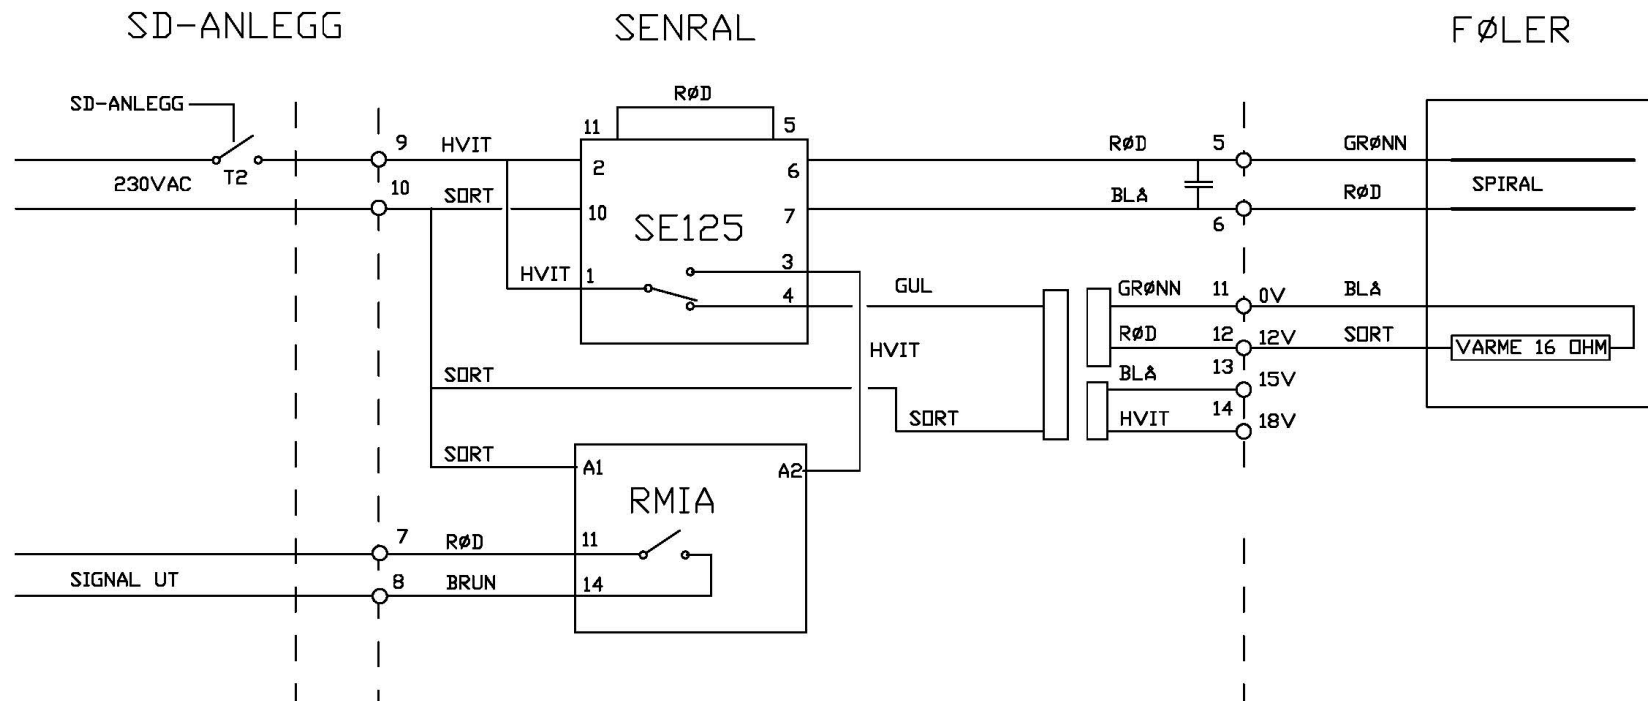 SD-ANLEGG SENRAL FØLER
RØD
SD-ANLEGG
11 5
9 HVIT 2 6 RØD 5 GRØNN
230VAC T2 10 SORT 10 7 BLÅ 6 RØD SPIRAL
SE125
HVIT 1 3
4 GUL GRØNN 11 0V BLÅ
HVIT RØD 12 12V SORT VARME 16 OHM
SORT BLÅ 13 15V
SORT HVIT 14 18V
SORT A1 A2
RMIA
7 RØD 11
SIGNAL UT 8 BRUN 14